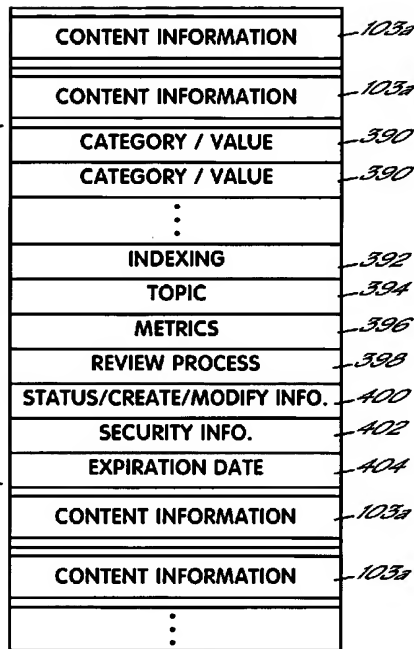 CONTENT INFORMATION 103a
CONTENT INFORMATION 103a
CATEGORY / VALUE 390
CATEGORY / VALUE 390
⋮
INDEXING 392
TOPIC 394
METRICS 396
REVIEW PROCESS 398
STATUS/CREATE/MODIFY INFO. 400
SECURITY INFO. 402
EXPIRATION DATE 404
CONTENT INFORMATION 103a
CONTENT INFORMATION 103a
⋮